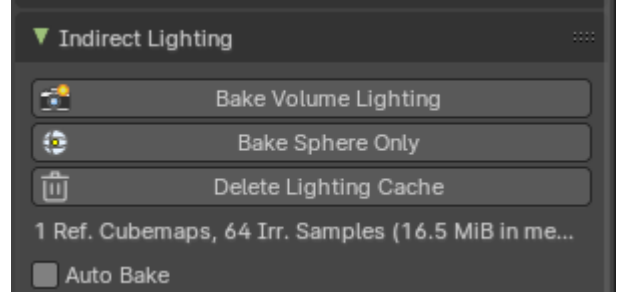 Indirect Lighting
Bake Volume Lighting
Bake Sphere Only
Delete Lighting Cache
1 Ref. Cubemaps, 64 Irr. Samples (16.5 MiB in me...
Auto Bake